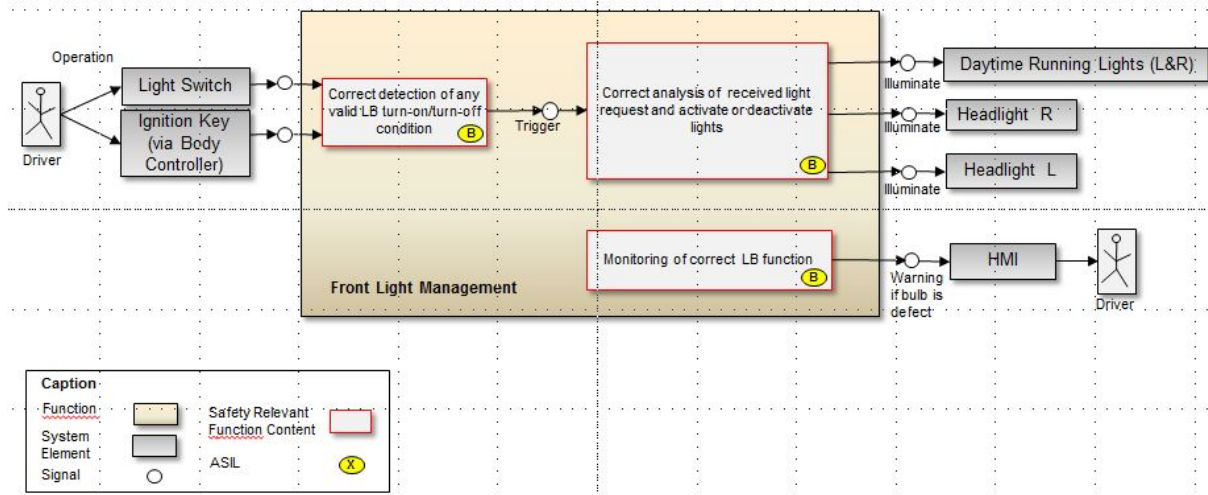 Operation
Light Switch
Ignition Key
(via Body
Controller)
Driver
Correct detection of any
valid LB turn-on/turn-off
condition
B
Trigger
Correct analysis of received light
request and activate or deactivate
lights
B
Illuminate
Daytime Running Lights (L&R)
Illuminate
Headlight R
Illuminate
Headlight L
Monitoring of correct LB function
B
Front Light Management
Warning
if bulb is
defect
HMI
Driver
Caption
Function
System
Element
Signal
Safety Relevant
Function Content
ASIL
X